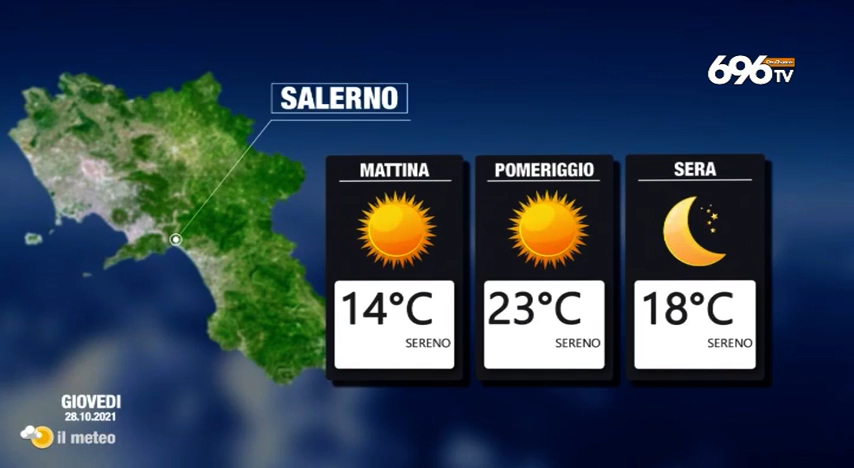 696
TV
SALERNO
MATTINA
POMERIGGIO
SERA
14°C
SERENO
23°C
SERENO
18°C
SERENO
GIOVEDI
28.10.2021
il meteo